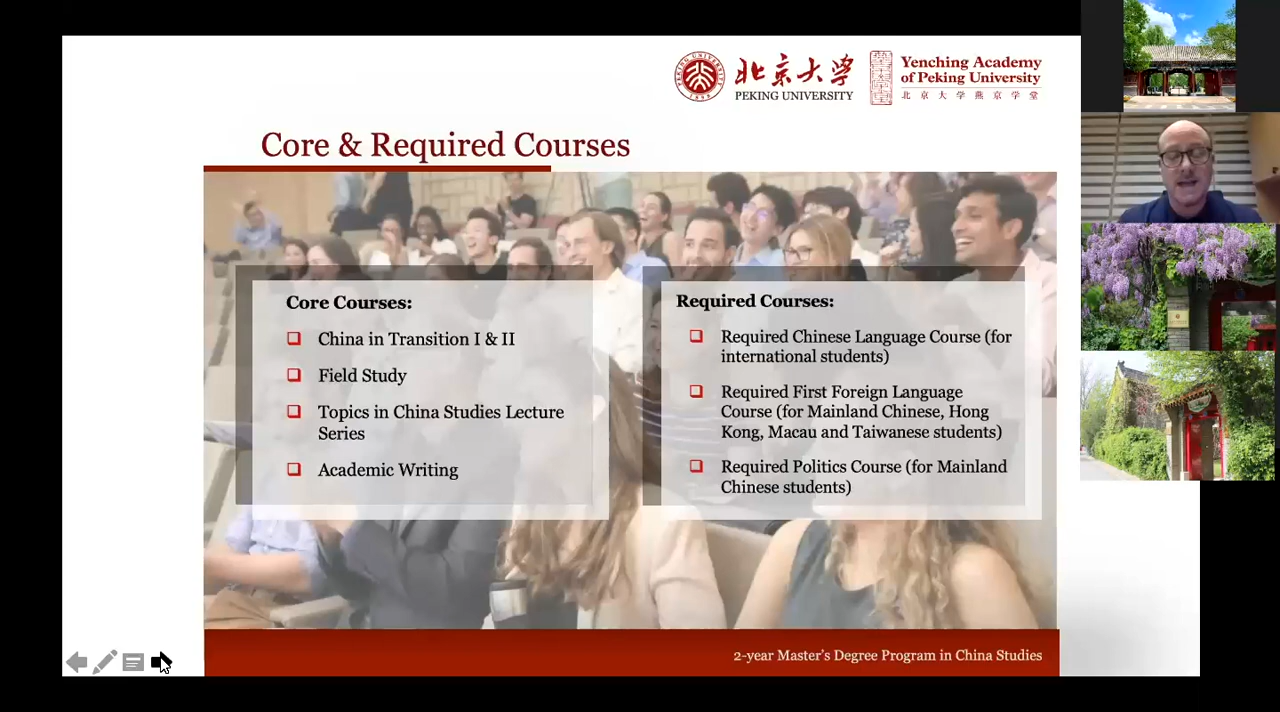 PEKING UNIVERSITY
1898
北京大学
PEKING UNIVERSITY
Yenching Academy
of Peking University
北京大学燕京学堂
Core & Required Courses
Core Courses:
❑ China in Transition I & II
❑ Field Study
❑ Topics in China Studies Lecture
Series
❑ Academic Writing
Required Courses:
❑ Required Chinese Language Course (for
international students)
❑ Required First Foreign Language
Course (for Mainland Chinese, Hong
Kong, Macau and Taiwanese students)
❑ Required Politics Course (for Mainland
Chinese students)
2-year Master's Degree Program in China Studies